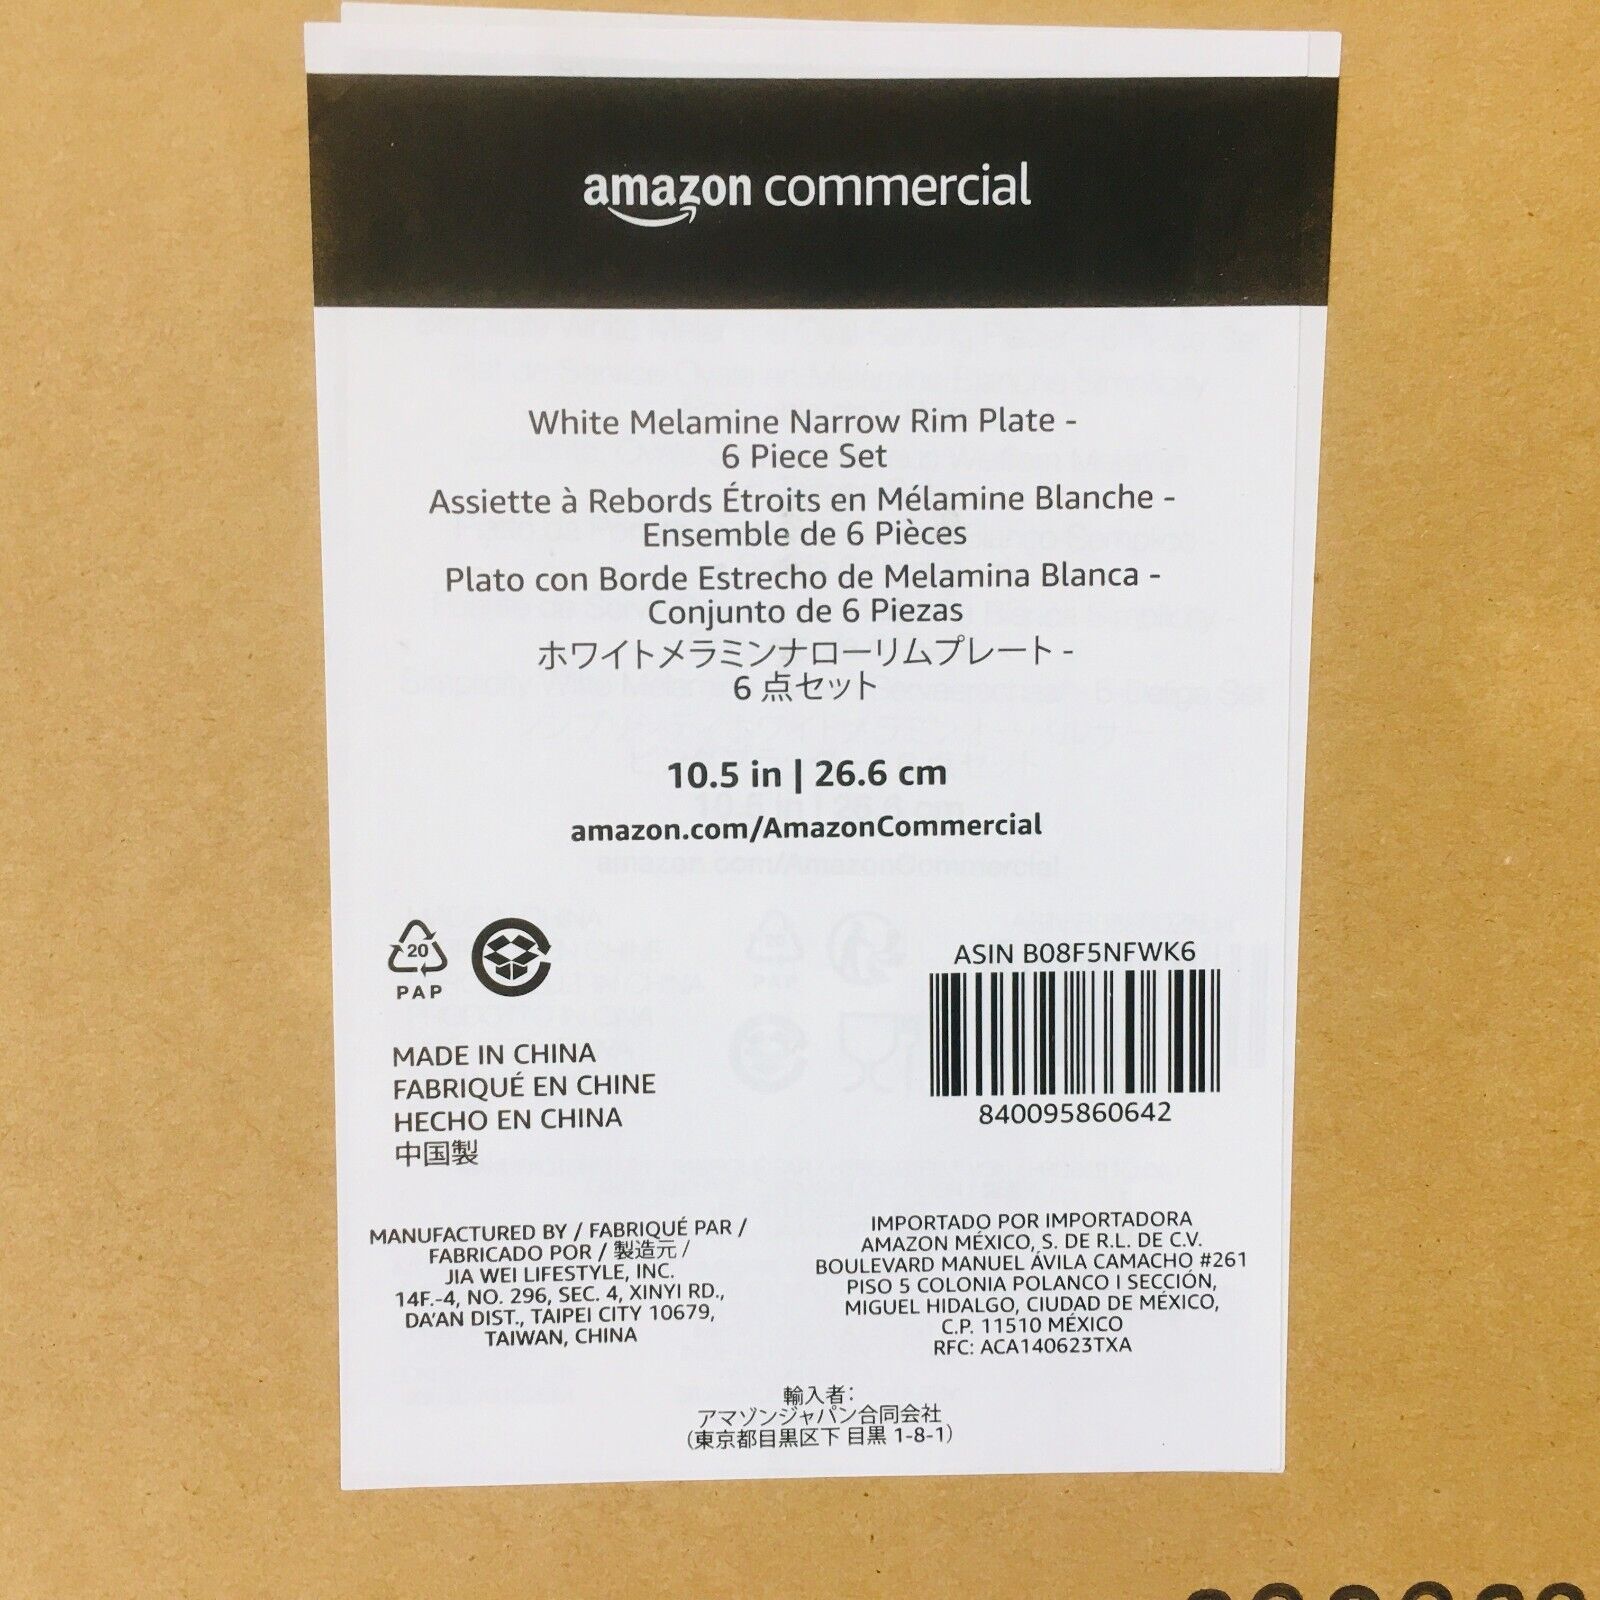 amazon commercial
White Melamine Narrow Rim Plate -
6 Piece Set
Assiette à Rebords Étroits en Mélamine Blanche -
Ensemble de 6 Pièces
Plato con Borde Estrecho de Melamina Blanca -
Conjunto de 6 Piezas
ホワイトメラミンナローリムプレート -
6 点セット
10.5 in | 26.6 cm
amazon.com/AmazonCommercial
20
PAP
MADE IN CHINA
FABRIQUÉ EN CHINE
HECHO EN CHINA
中国製
ASIN B08F5NFWK6
840095860642
MANUFACTURED BY / FABRIQUÉ PAR /
FABRICADO POR / 製造元 /
JIA WEI LIFESTYLE, INC.
14F.-4, NO. 296, SEC. 4, XINYI RD.,
DA'AN DIST., TAIPEI CITY 10679,
TAIWAN, CHINA
IMPORTADO POR IMPORTADORA
AMAZON MÉXICO, S. DE R.L. DE C.V.
BOULEVARD MANUEL ÁVILA CAMACHO #261
PISO 5 COLONIA POLANCO I SECCIÓN,
MIGUEL HIDALGO, CIUDAD DE MÉXICO,
C.P. 11510 MÉXICO
RFC: ACA140623TXA
輸入者:
アマゾンジャパン合同会社
(東京都目黒区下 目黒 1-8-1)